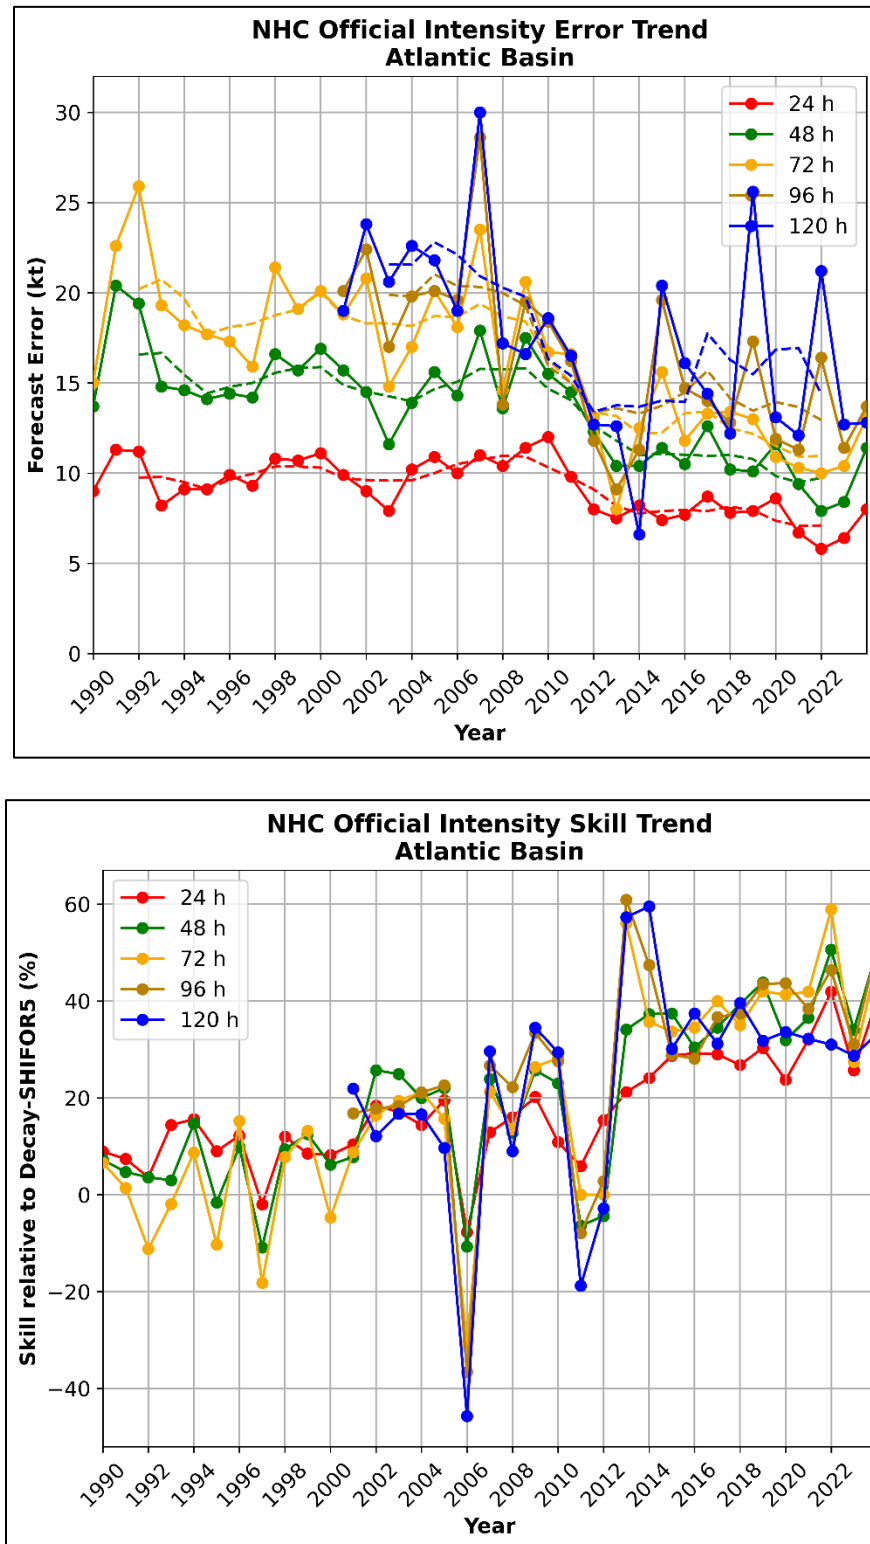 NHC Official Intensity Error Trend
Atlantic Basin
24 h
48 h
72 h
96 h
120 h
Forecast Error (kt)
30
25
20
15
10
5
0
1990 1992 1994 1996 1998 2000 2002 2004 2006 2008 2010 2012 2014 2016 2018 2020 2022
Year
NHC Official Intensity Skill Trend
Atlantic Basin
24 h
48 h
72 h
96 h
120 h
Skill relative to Decay-SHIFOR5 (%)
60
40
20
0
−20
−40
1990 1992 1994 1996 1998 2000 2002 2004 2006 2008 2010 2012 2014 2016 2018 2020 2022
Year